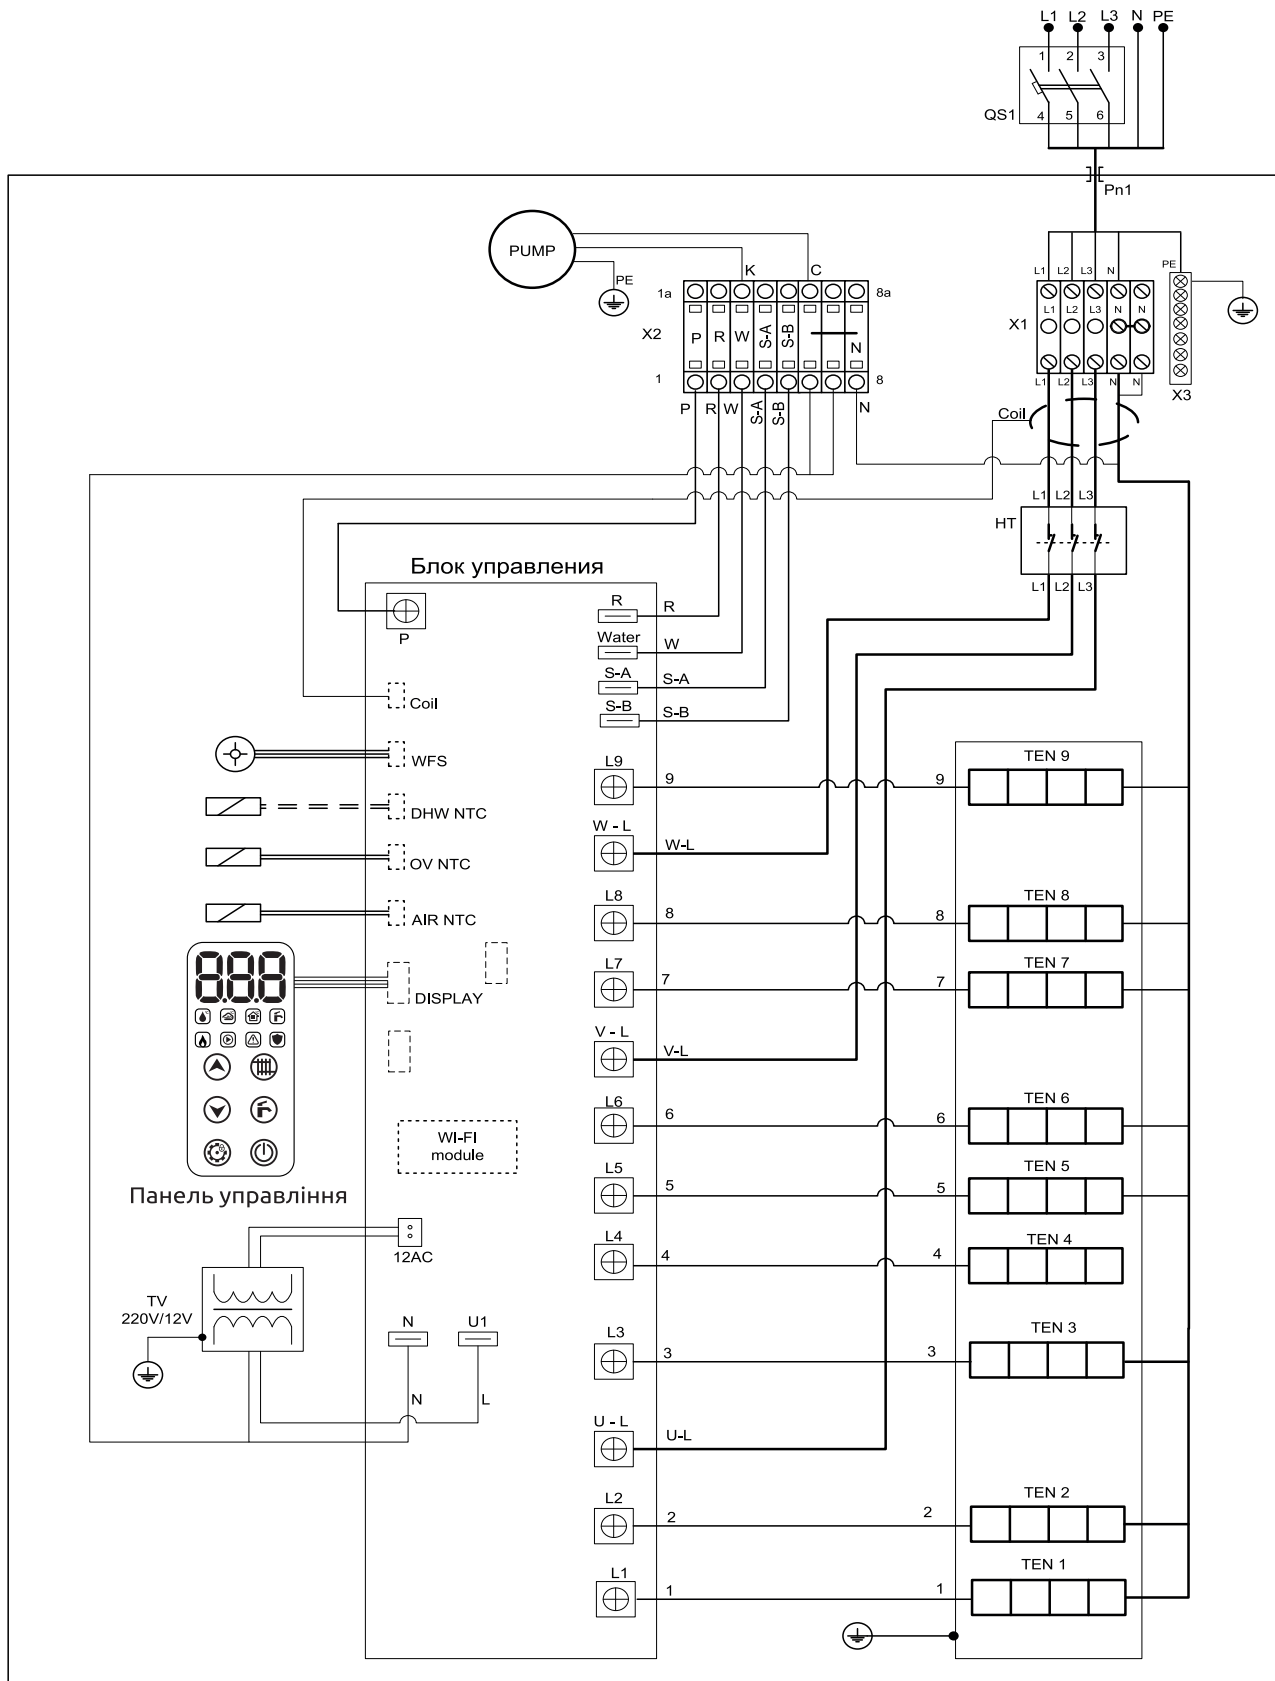 L1 L2 L3 N PE
1 2 3
QS1
4 5 6
Pn1
PUMP
PE
K C
1a 8a
X2
P R W S-A S-B N
1 8
P R W S-A S-B N
L1 L2 L3 N
PE
L1 L2 L3 N N
X1
L1 L2 L3 N N
X3
Coil
L1 L2 L3
HT
L1 L2 L3
Блок управления
P
R R
Water W
S-A S-A
S-B S-B
Coil
WFS
DHW NTC
OV NTC
AIR NTC
8.8.8
DISPLAY
Панель управління
WI-FI
module
12AC
TV
220V/12V
N U1
N L
L9 9 9 TEN 9
W - L W-L
L8 8 8 TEN 8
L7 7 7 TEN 7
V - L V-L
L6 6 6 TEN 6
L5 5 5 TEN 5
L4 4 4 TEN 4
L3 3 3 TEN 3
U - L U-L
L2 2 2 TEN 2
L1 1 1 TEN 1